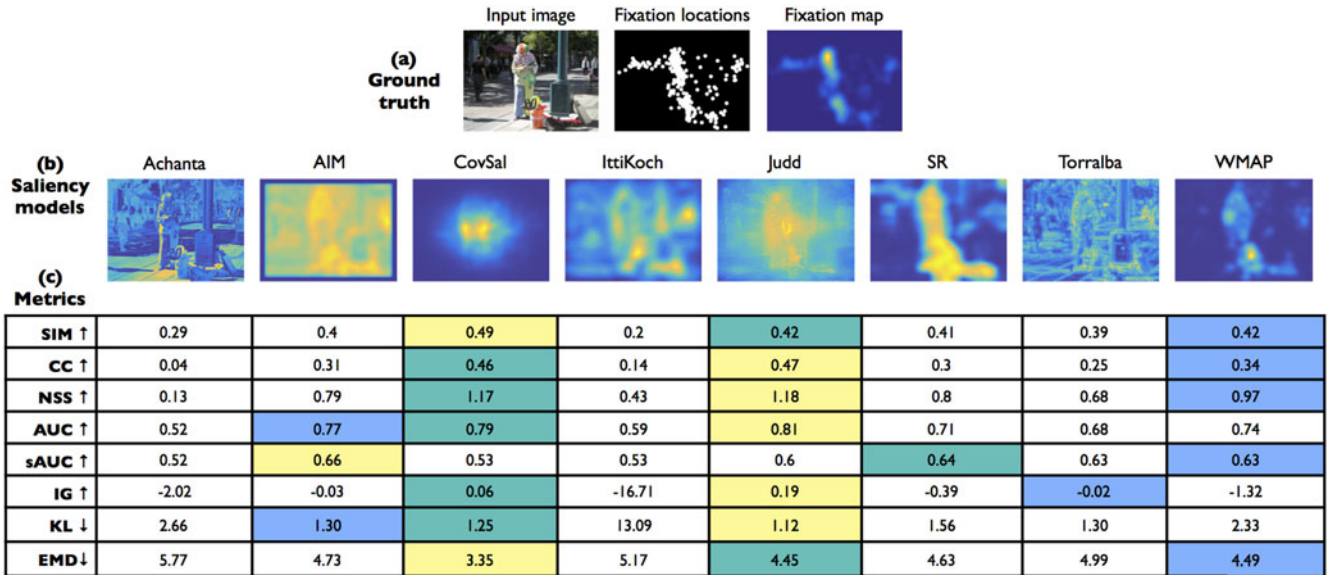 Input image Fixation locations Fixation map
(a)
Ground
truth
(b)
Saliency
models
Achanta AIM CovSal IttiKoch Judd SR Torralba WMAP
(c)
Metrics
SIM ↑ 0.29 0.4 0.49 0.2 0.42 0.41 0.39 0.42
CC ↑ 0.04 0.31 0.46 0.14 0.47 0.3 0.25 0.34
NSS ↑ 0.13 0.79 1.17 0.43 1.18 0.8 0.68 0.97
AUC ↑ 0.52 0.77 0.79 0.59 0.81 0.71 0.68 0.74
sAUC ↑ 0.52 0.66 0.53 0.53 0.6 0.64 0.63 0.63
IG ↑ -2.02 -0.03 0.06 -16.71 0.19 -0.39 -0.02 -1.32
KL ↓ 2.66 1.30 1.25 13.09 1.12 1.56 1.30 2.33
EMD↓ 5.77 4.73 3.35 5.17 4.45 4.63 4.99 4.49